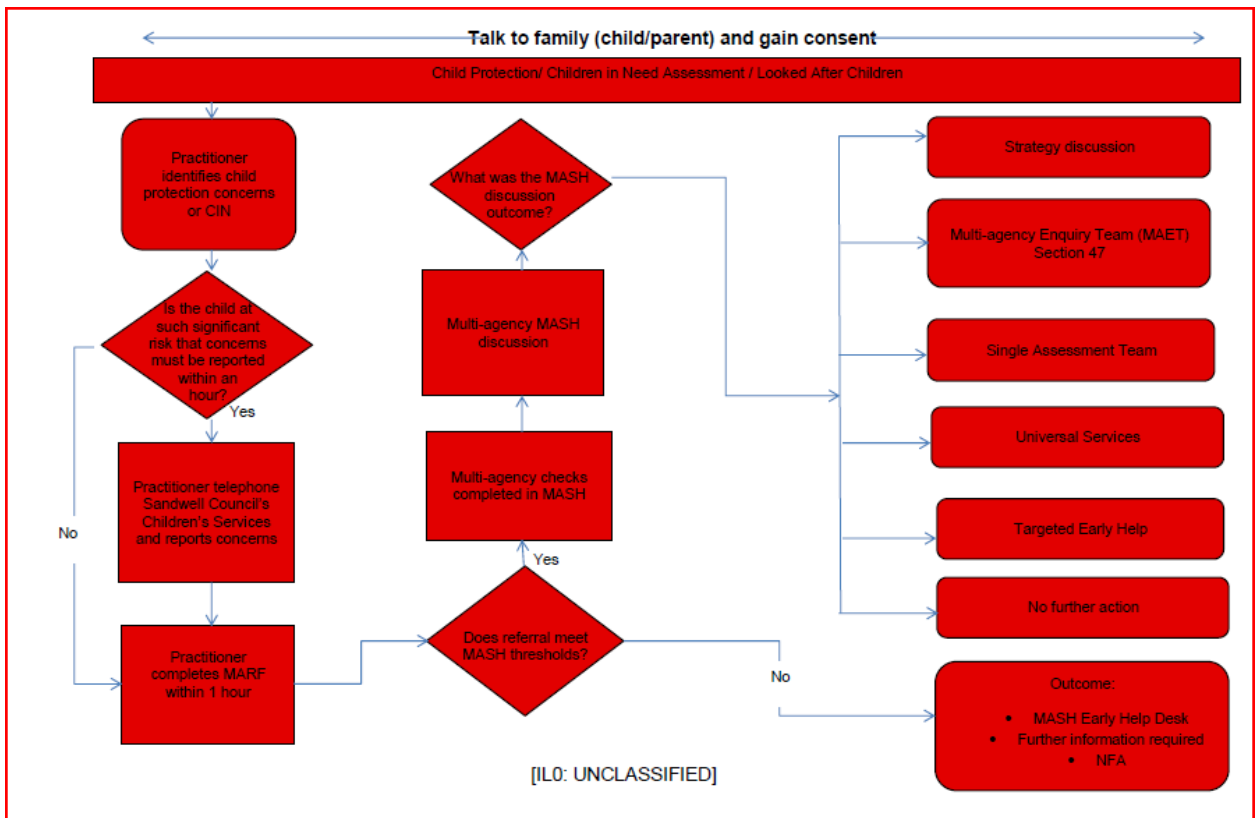 Talk to family (child/parent) and gain consent
Child Protection/ Children in Need Assessment / Looked After Children
Practitioner
identifies child
protection concerns
or CIN
Is the child at
such significant
risk that concerns
must be reported
within an
hour?
Yes
No
Practitioner telephone
Sandwell Council's
Children's Services
and reports concerns
Practitioner
completes MARF
within 1 hour
What was the MASH
discussion
outcome?
Multi-agency MASH
discussion
Multi-agency checks
completed in MASH
Yes
Does referral meet
MASH thresholds?
No
Strategy discussion
Multi-agency Enquiry Team (MAET)
Section 47
Single Assessment Team
Universal Services
Targeted Early Help
No further action
Outcome:
• MASH Early Help Desk
• Further information required
• NFA
[IL0: UNCLASSIFIED]